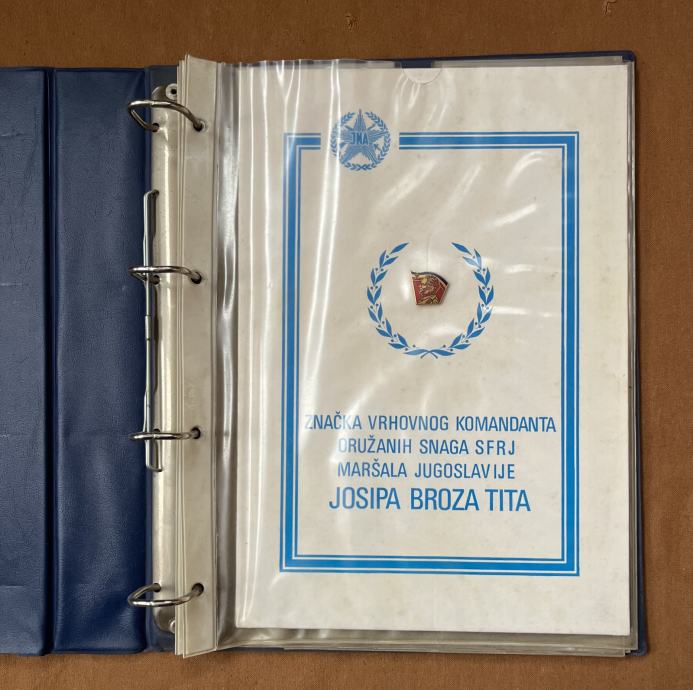 JNA
ZNAČKA VRHOVNOG KOMANDANTA
ORUŽANIH SNAGA SFRJ
MARŠALA JUGOSLAVIJE
JOSIPA BROZA TITA